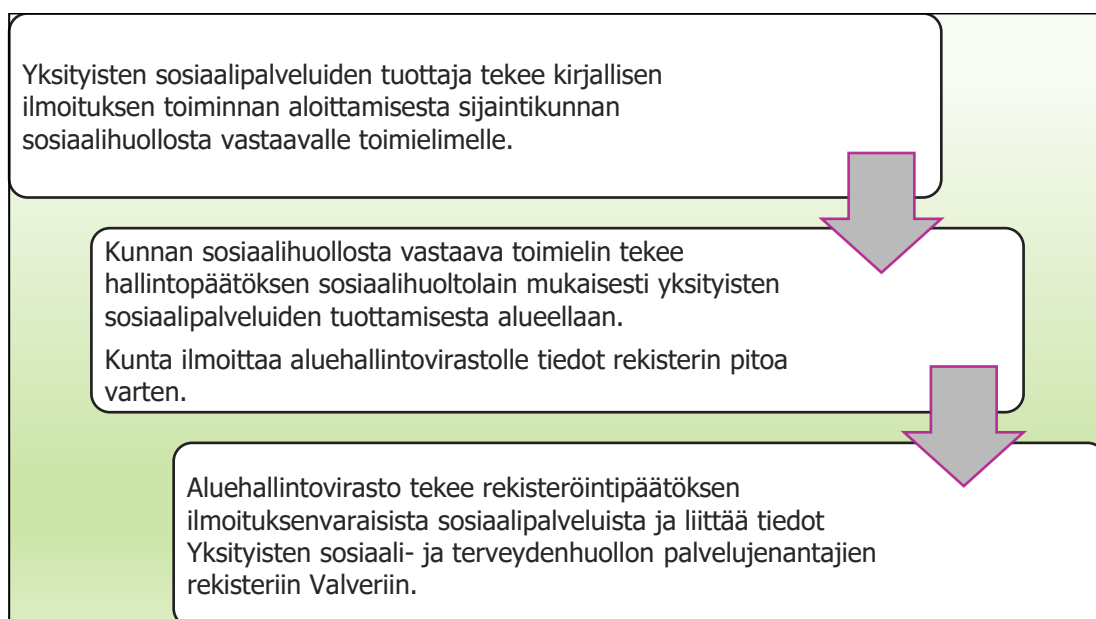 Yksityisten sosiaalipalveluiden tuottaja tekee kirjallisen
ilmoituksen toiminnan aloittamisesta sijaintikunnan
sosiaalihuollosta vastaavalle toimielimelle.
Kunnan sosiaalihuollosta vastaava toimielin tekee
hallintopäätöksen sosiaalihuoltolain mukaisesti yksityisten
sosiaalipalveluiden tuottamisesta alueellaan.
Kunta ilmoittaa aluehallintovirastolle tiedot rekisterin pitoa
varten.
Aluehallintovirasto tekee rekisteröintipäätöksen
ilmoituksenvaraisista sosiaalipalveluista ja liittää tiedot
Yksityisten sosiaali- ja terveydenhuollon palvelujenantajien
rekisteriin Valveriin.